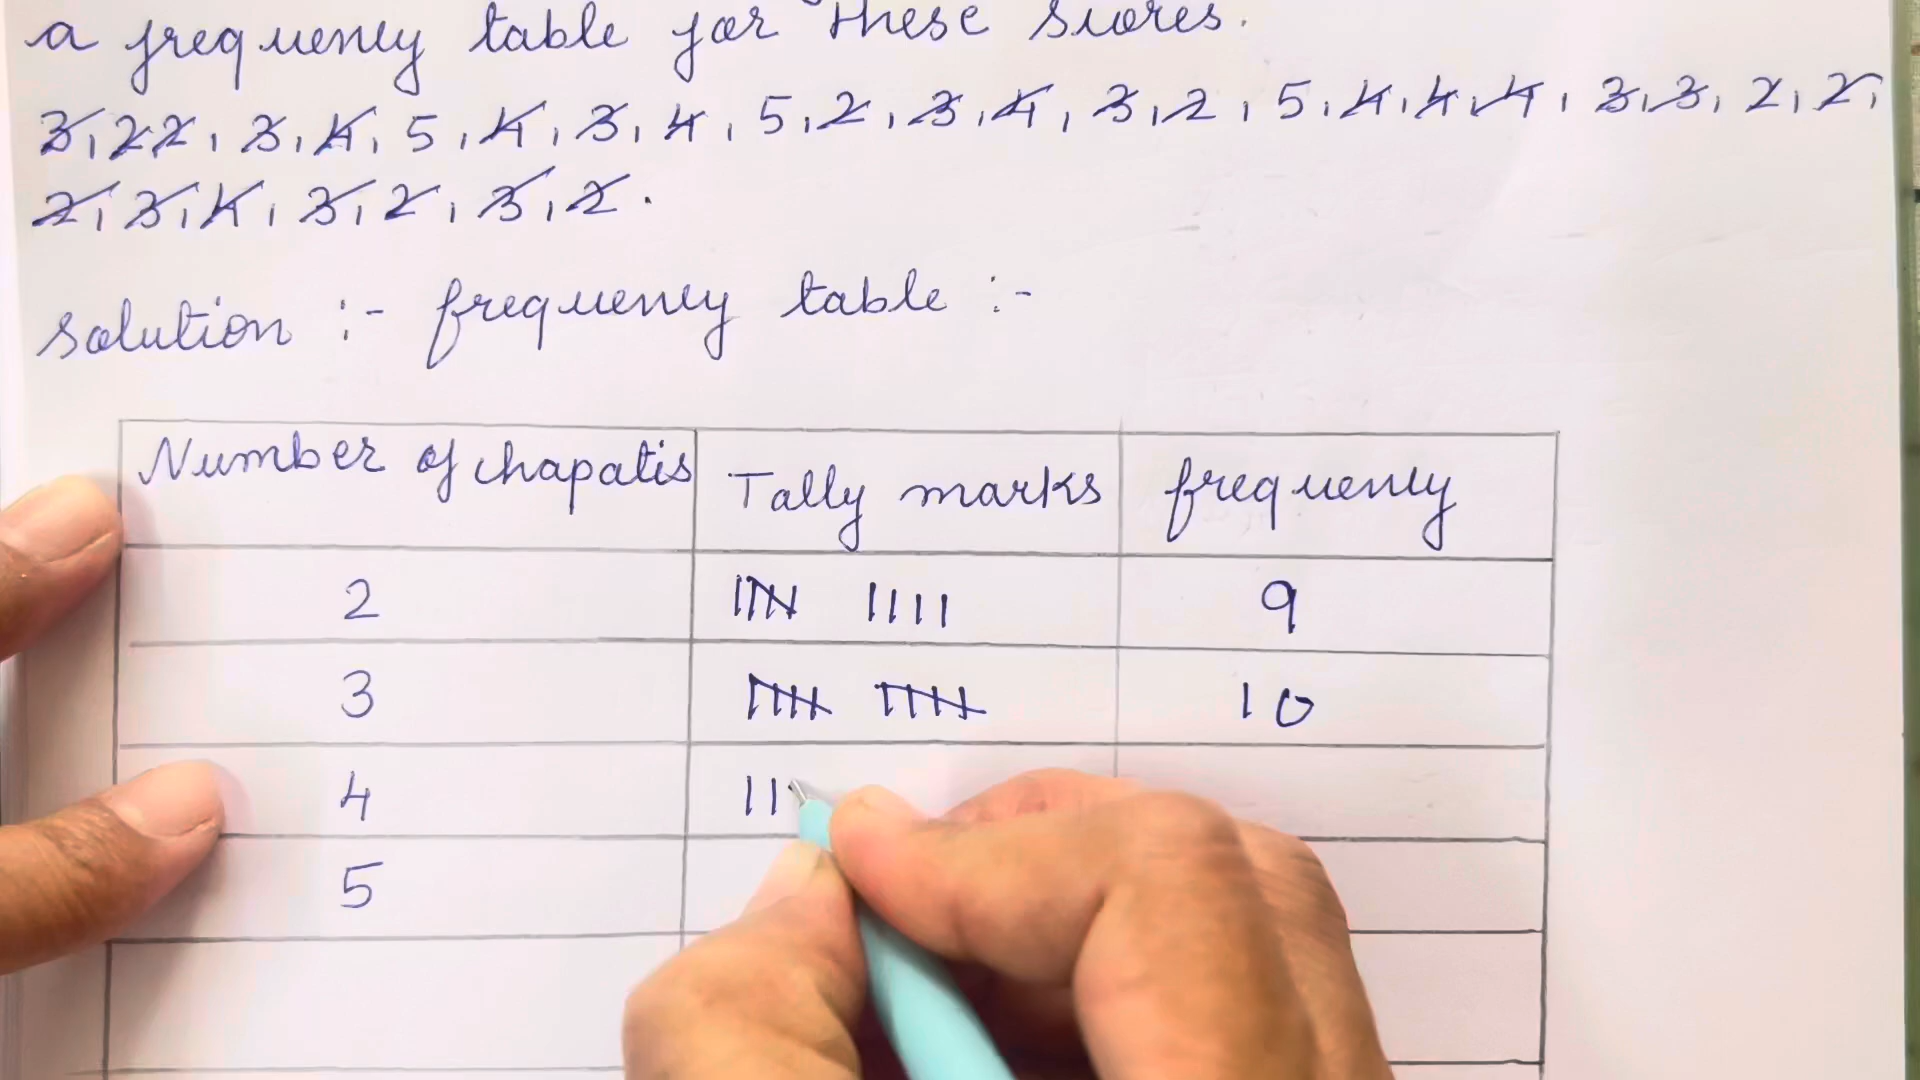 a frequency table for these scores.
3, 2 2, 3, 4, 5, 4, 3, 4, 5, 2, 3, 4, 3, 2, 5, 4, 4, 4, 3, 3, 2, 2,
2, 3, 4, 3, 2, 3, 2.
Solution :- frequency table :-
Number of chapatis Tally marks frequency
2 |||| |||| 9
3 |||| |||| 10
4 ||
5